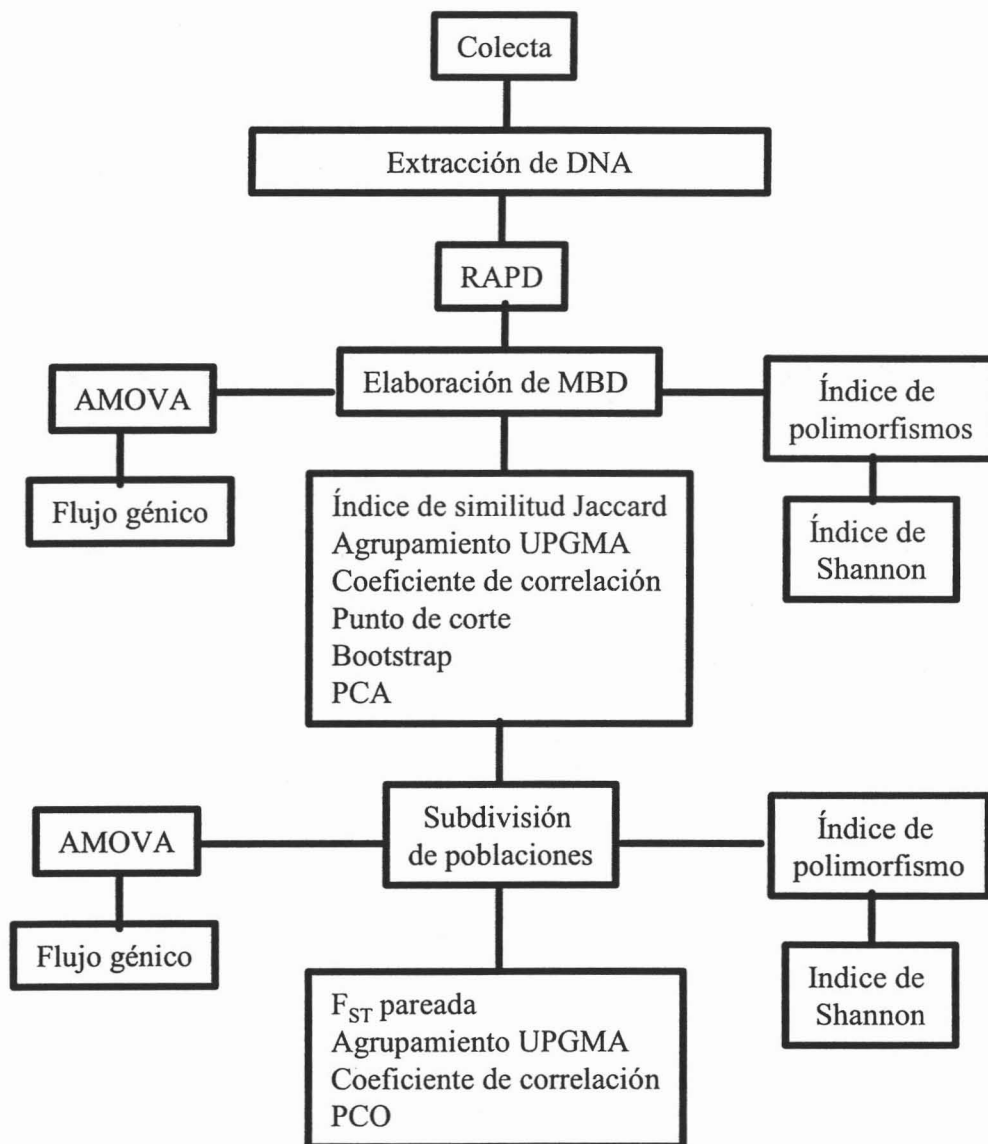 Colecta
Extracción de DNA
RAPD
Elaboración de MBD
AMOVA
Flujo génico
Índice de
polimorfismos
Índice de
Shannon
Índice de similitud Jaccard
Agrupamiento UPGMA
Coeficiente de correlación
Punto de corte
Bootstrap
PCA
Subdivisión
de poblaciones
AMOVA
Flujo génico
Índice de
polimorfismo
Indice de
Shannon
F_ST pareada
Agrupamiento UPGMA
Coeficiente de correlación
PCO